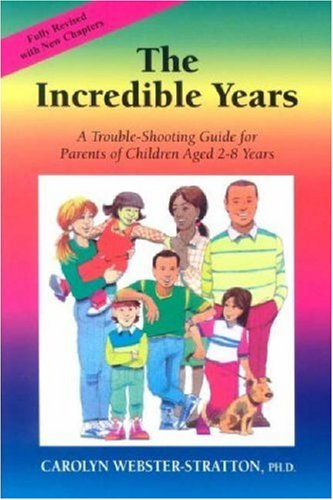 Fully Revised
with New Chapters
The
Incredible Years
A Trouble-Shooting Guide for
Parents of Children Aged 2-8 Years
CAROLYN WEBSTER-STRATTON, PH.D.